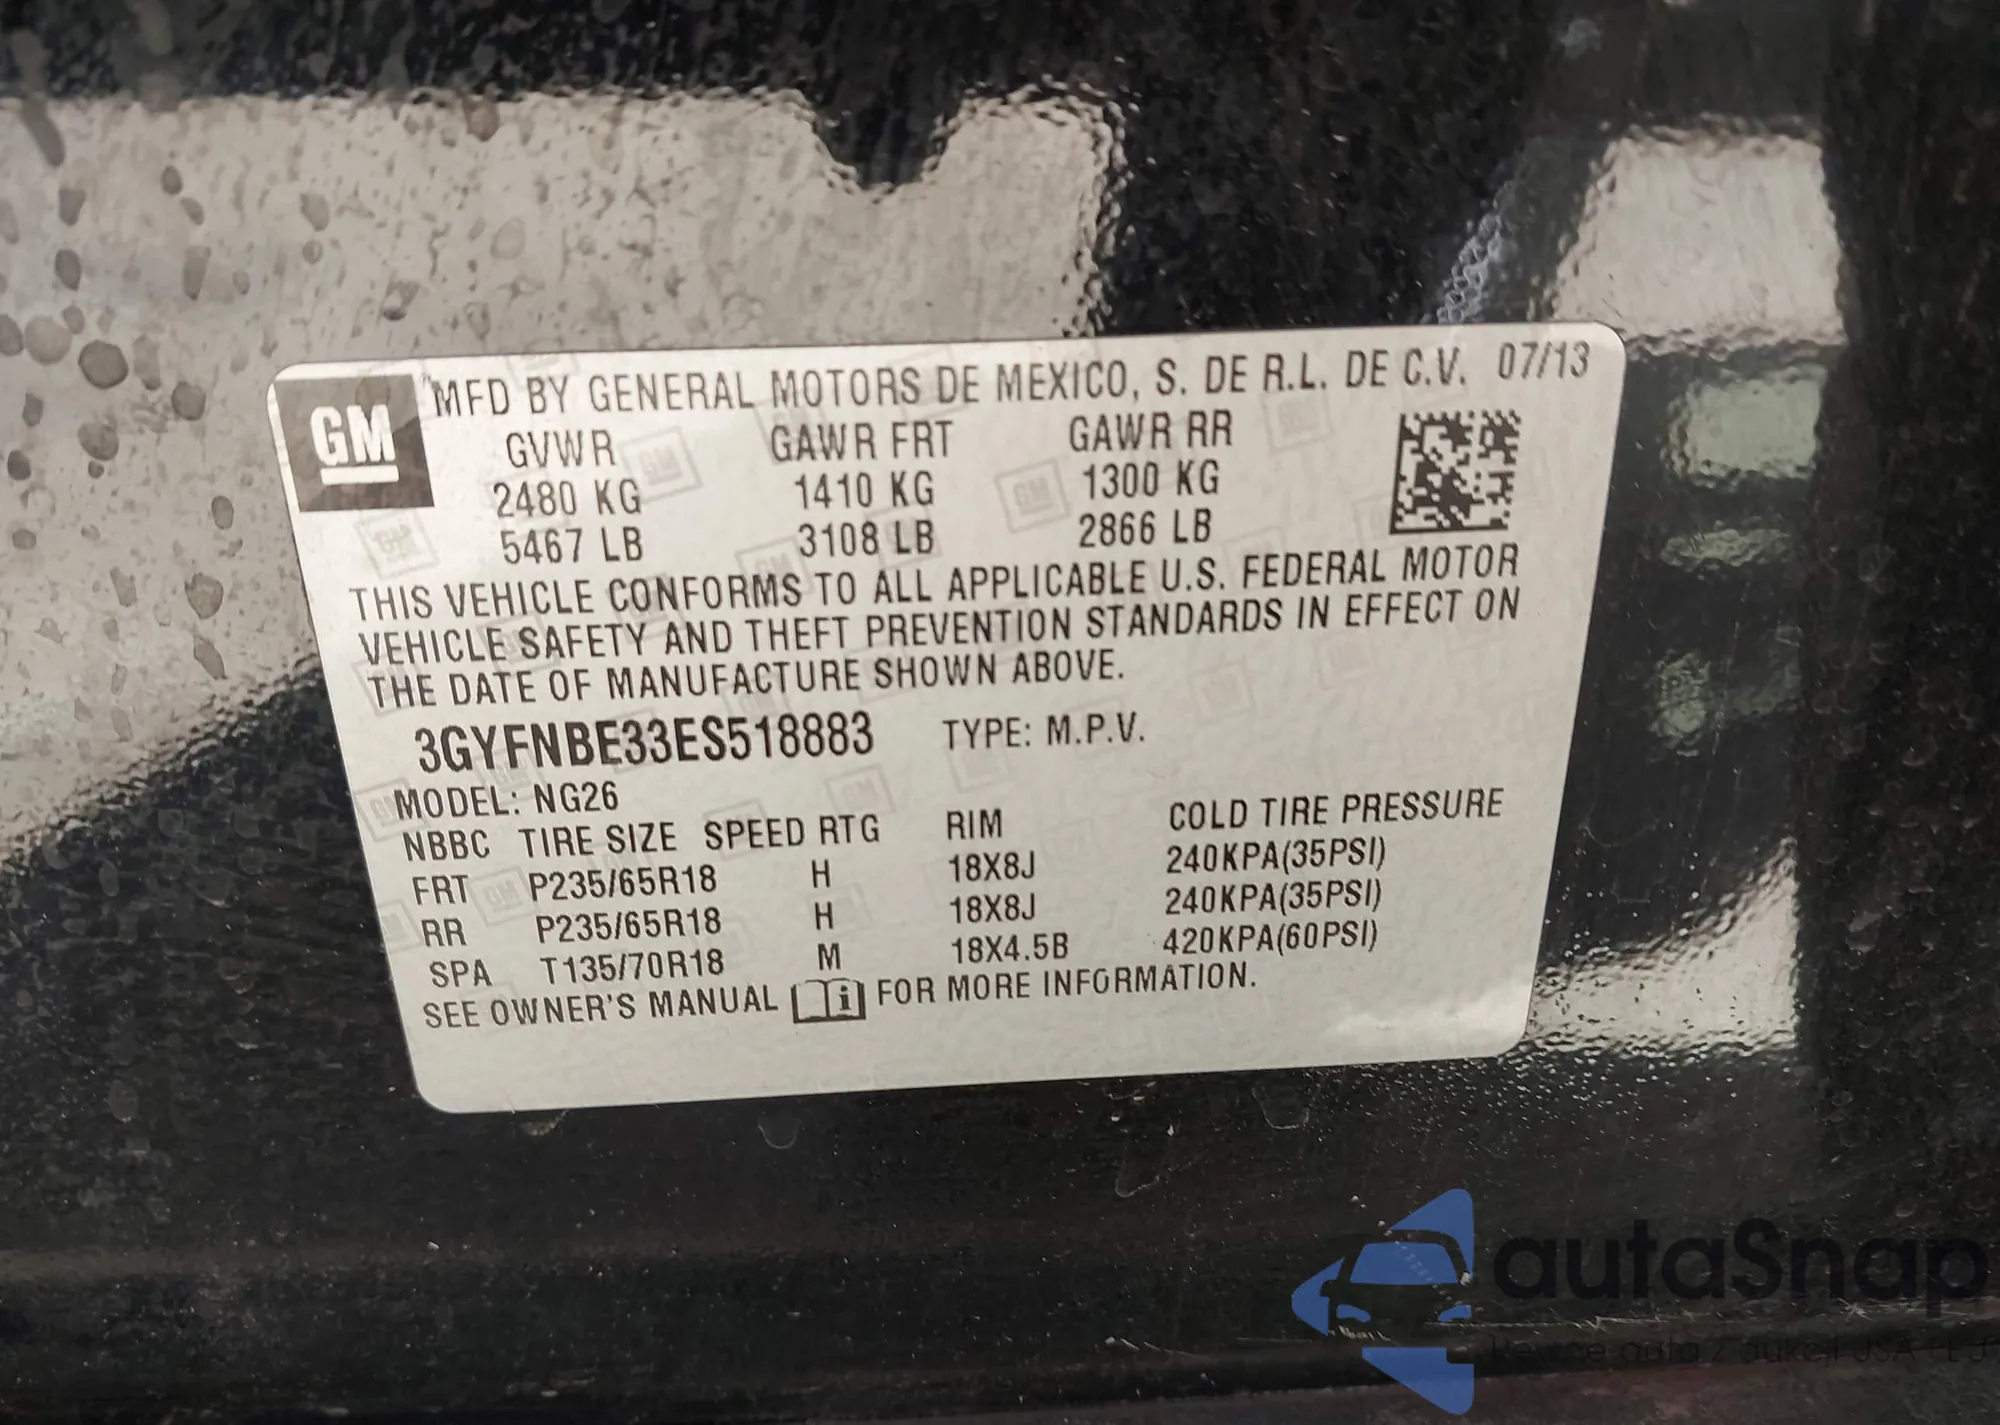 GM
MFD BY GENERAL MOTORS DE MEXICO, S. DE R.L. DE C.V. 07/13
GVWR GAWR FRT GAWR RR
2480 KG 1410 KG 1300 KG
5467 LB 3108 LB 2866 LB
THIS VEHICLE CONFORMS TO ALL APPLICABLE U.S. FEDERAL MOTOR
VEHICLE SAFETY AND THEFT PREVENTION STANDARDS IN EFFECT ON
THE DATE OF MANUFACTURE SHOWN ABOVE.
3GYFNBE33ES518883 TYPE: M.P.V.
MODEL: NG26
NBBC TIRE SIZE SPEED RTG RIM COLD TIRE PRESSURE
FRT P235/65R18 H 18X8J 240KPA(35PSI)
RR P235/65R18 H 18X8J 240KPA(35PSI)
SPA T135/70R18 M 18X4.5B 420KPA(60PSI)
SEE OWNER'S MANUAL i FOR MORE INFORMATION.
autaSnap
auta z aukcji USA